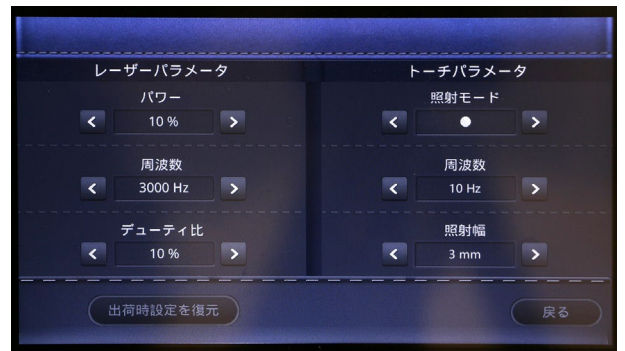 レーザーパラメータ
パワー
10 %
周波数
3000 Hz
デューティ比
10 %
トーチパラメータ
照射モード
周波数
10 Hz
照射幅
3 mm
出荷時設定を復元
戻る